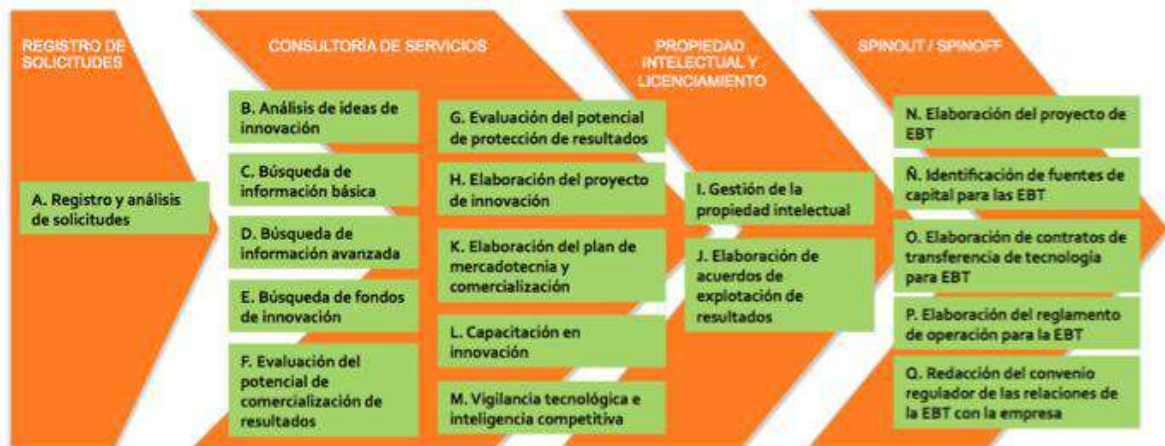 REGISTRO DE
SOLICITUDES
A. Registro y análisis
de solicitudes
CONSULTORÍA DE SERVICIOS
B. Análisis de ideas de
innovación
C. Búsqueda de
información básica
D. Búsqueda de
información avanzada
E. Búsqueda de fondos
de innovación
F. Evaluación del
potencial de
comercialización de
resultados
G. Evaluación del potencial
de protección de resultados
H. Elaboración del proyecto
de innovación
K. Elaboración del plan de
mercadotecnia y
comercialización
L. Capacitación en
innovación
M. Vigilancia tecnológica e
inteligencia competitiva
PROPIEDAD
INTELECTUAL Y
LICENCIAMIENTO
I. Gestión de la
propiedad intelectual
J. Elaboración de
acuerdos de
explotación de
resultados
SPINOUT / SPINOFF
N. Elaboración del proyecto de
EBT
Ñ. Identificación de fuentes de
capital para las EBT
O. Elaboración de contratos de
transferencia de tecnología
para EBT
P. Elaboración del reglamento
de operación para la EBT
Q. Redacción del convenio
regulador de las relaciones de
la EBT con la empresa